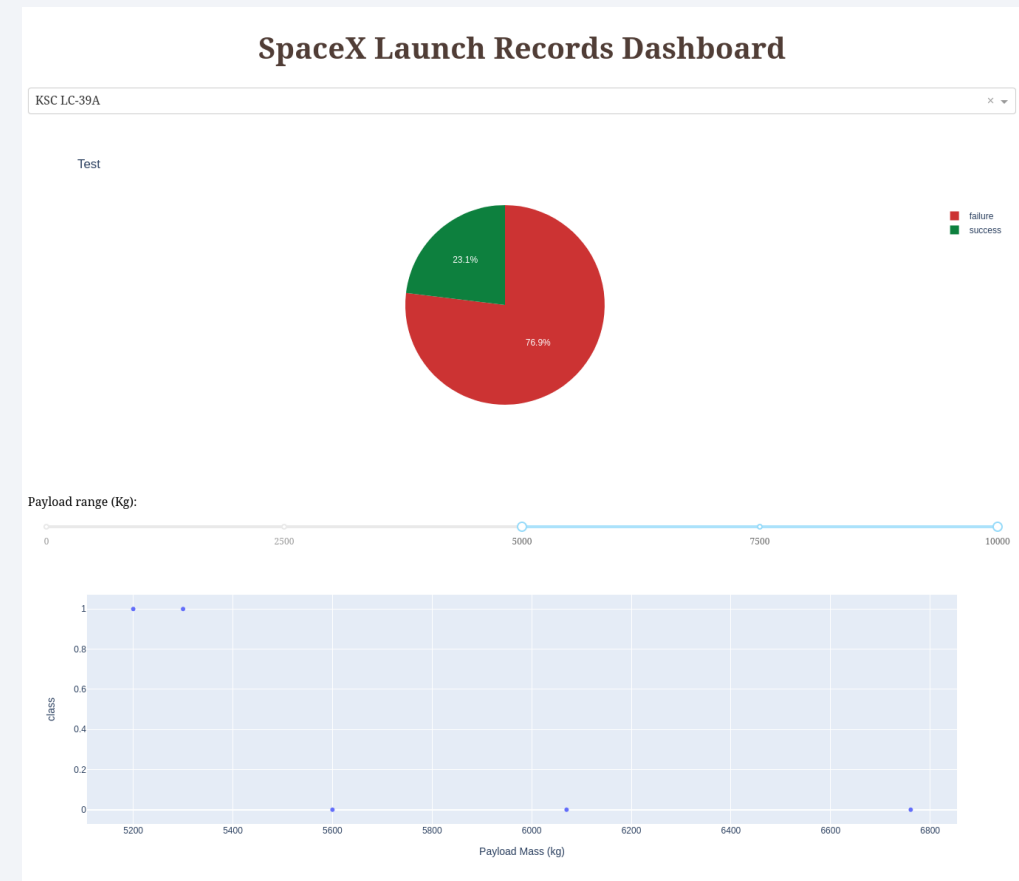 SpaceX Launch Records Dashboard
KSC LC-39A × 
Test
failure
success
23.1%
76.9%
Payload range (Kg):
0 2500 5000 7500 10000
1
0.8
0.6
0.4
0.2
0
class
5200 5400 5600 5800 6000 6200 6400 6600 6800
Payload Mass (kg)